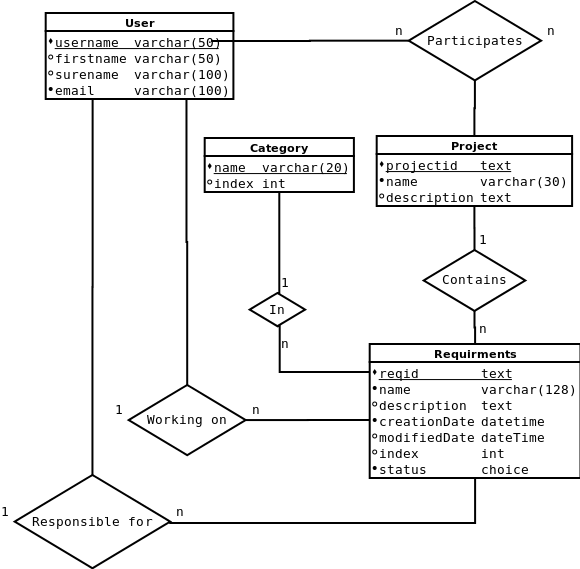 User
username varchar(50)
firstname varchar(50)
surename varchar(100)
email varchar(100)
n
Participates
n
Category
name varchar(20)
index int
Project
projectid text
name varchar(30)
description text
1
Contains
n
1
In
n
Requirments
reqid text
name varchar(128)
description text
creationDate datetime
modifiedDate dateTime
index int
status choice
1
Working on
n
1
Responsible for
n